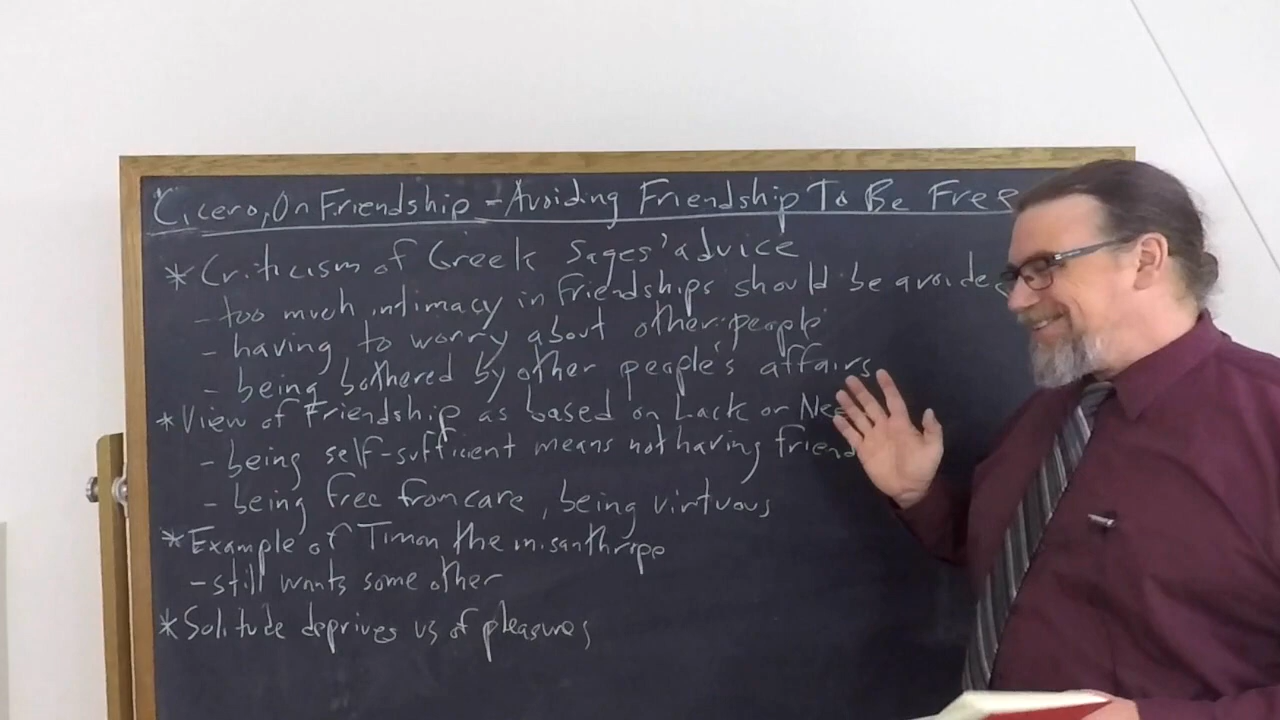 Cicero, On Friendship - Avoiding Friendship To Be Free
* Criticism of Greek Sages' advice
- too much intimacy in friendships should be avoided
- having to worry about other people
- being bothered by other people's affairs
* View of Friendship as based on Lack or Nee
- being self-sufficient means not having friend
- being free from care, being virtuous
* Example of Timon the misanthrope
- still wants some other
* Solitude deprives us of pleasures